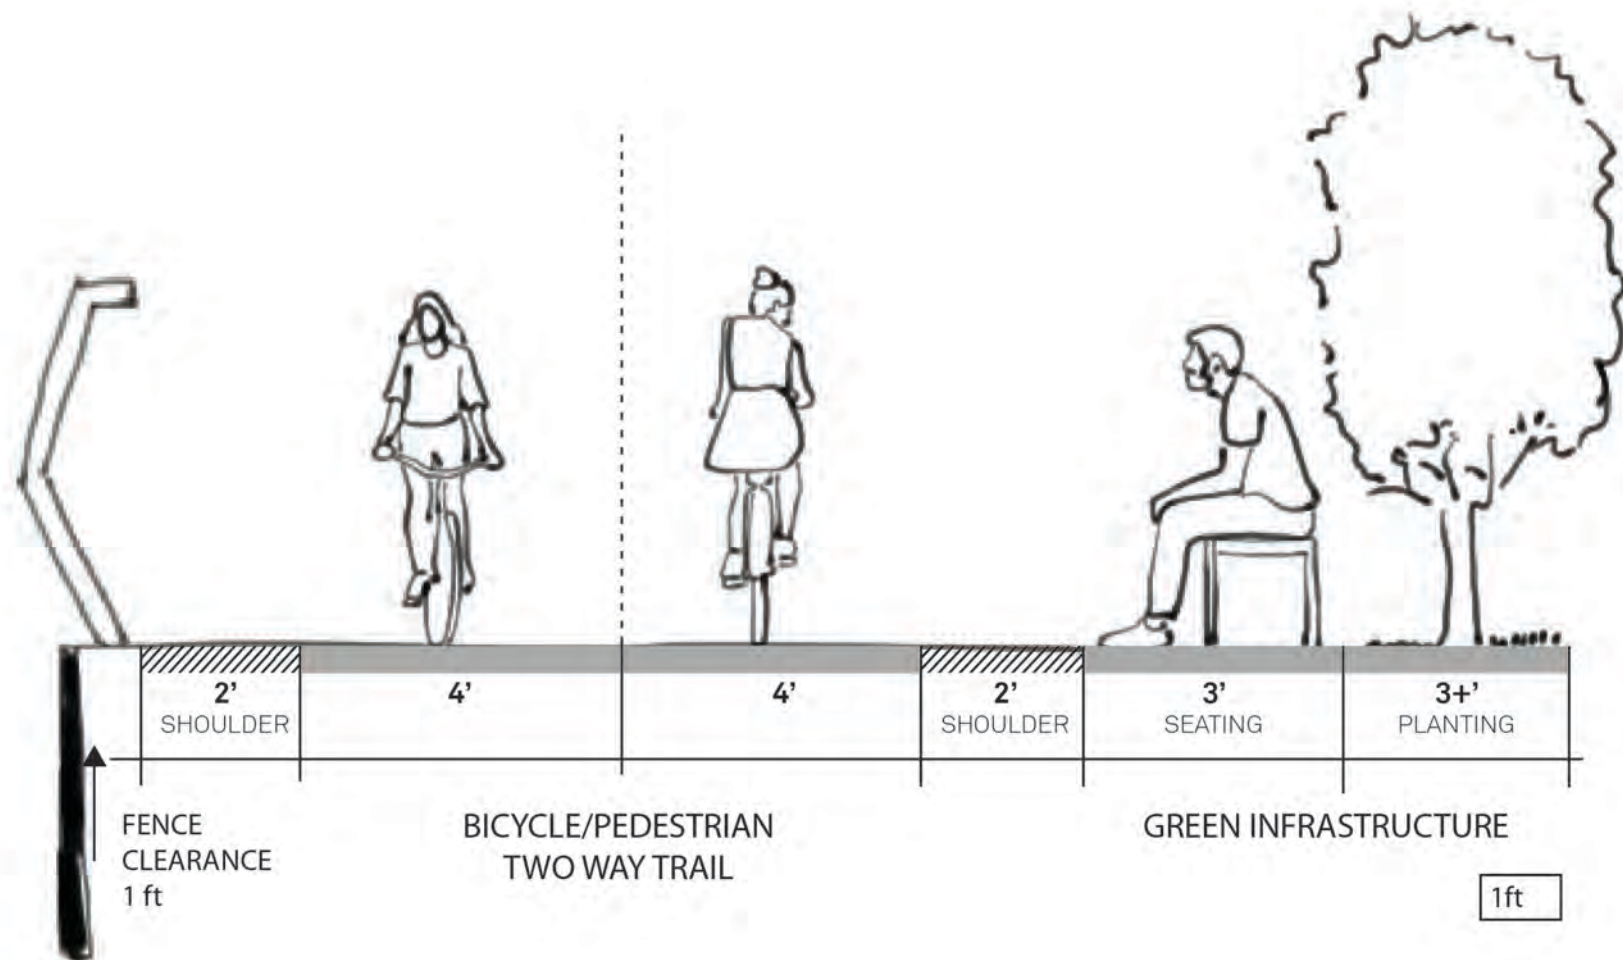 2’ 4’ 4’ 2’ 3’ 3+’
SHOULDER SHOULDER SEATING PLANTING
FENCE
CLEARANCE
1 ft
BICYCLE/PEDESTRIAN
TWO WAY TRAIL
GREEN INFRASTRUCTURE
1ft